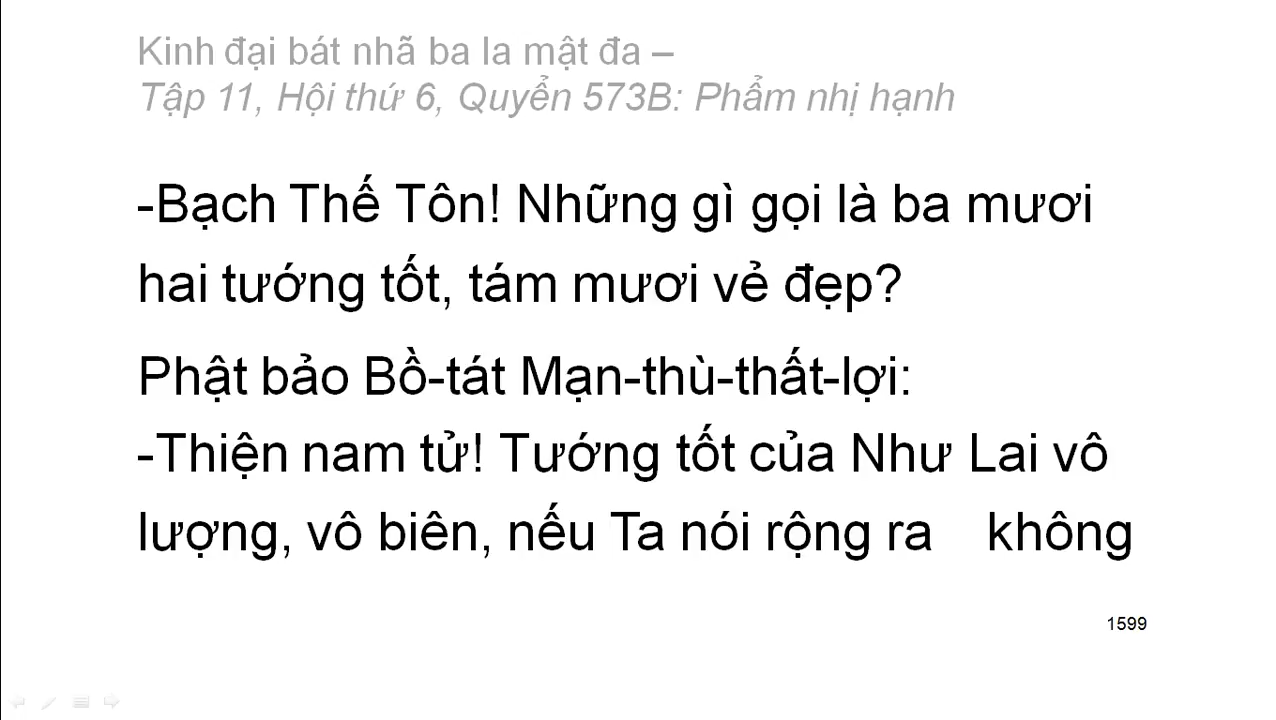 Kinh đại bát nhã ba la mật đa –
Tập 11, Hội thứ 6, Quyển 573B: Phẩm nhị hạnh
-Bạch Thế Tôn! Những gì gọi là ba mươi
hai tướng tốt, tám mươi vẻ đẹp?
Phật bảo Bồ-tát Mạn-thù-thất-lợi:
-Thiện nam tử! Tướng tốt của Như Lai vô
lượng, vô biên, nếu Ta nói rộng ra không
1599